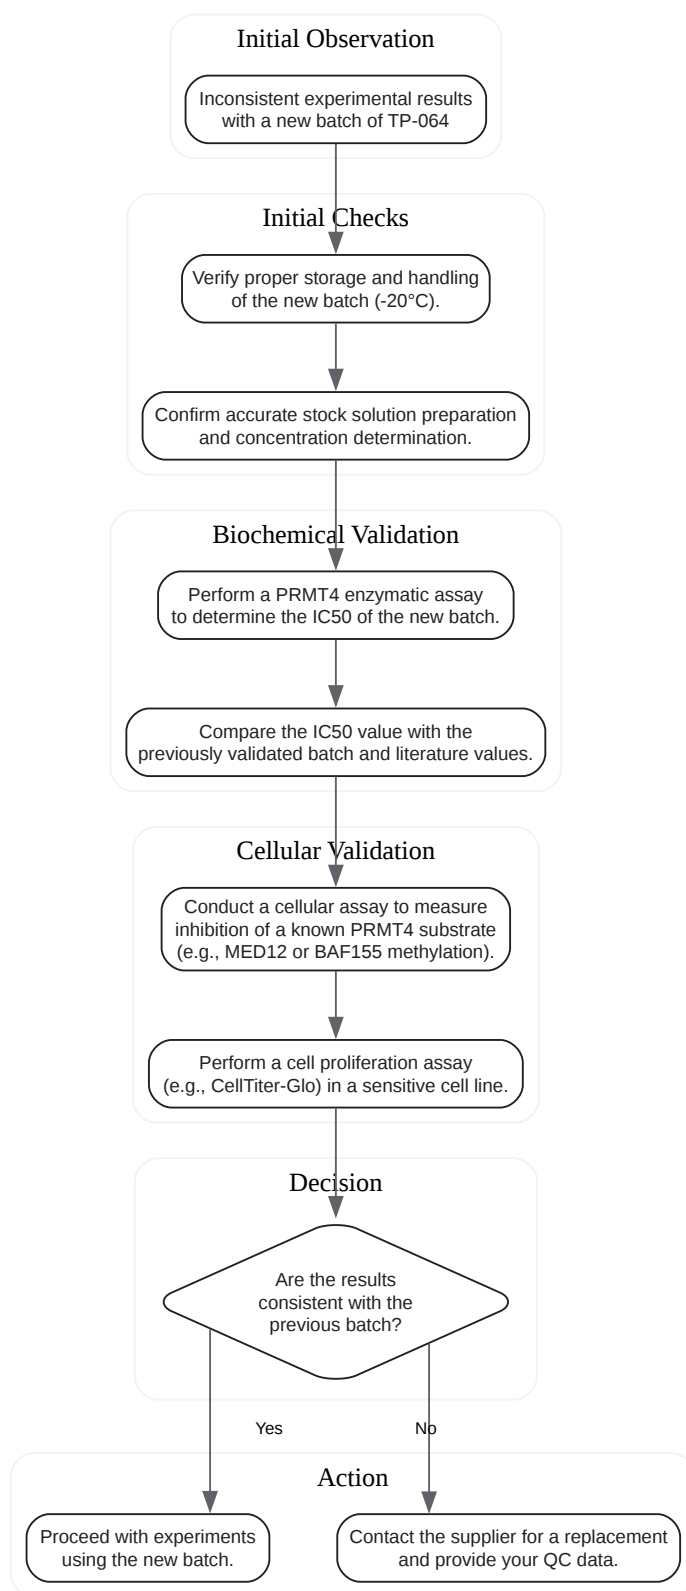 Initial Observation
Inconsistent experimental results
with a new batch of TP-064
Initial Checks
Verify proper storage and handling
of the new batch (-20°C).
Confirm accurate stock solution preparation
and concentration determination.
Biochemical Validation
Perform a PRMT4 enzymatic assay
to determine the IC50 of the new batch.
Compare the IC50 value with the
previously validated batch and literature values.
Cellular Validation
Conduct a cellular assay to measure
inhibition of a known PRMT4 substrate
(e.g., MED12 or BAF155 methylation).
Perform a cell proliferation assay
(e.g., CellTiter-Glo) in a sensitive cell line.
Decision
Are the results
consistent with the
previous batch?
Yes
No
Action
Proceed with experiments
using the new batch.
Contact the supplier for a replacement
and provide your QC data.